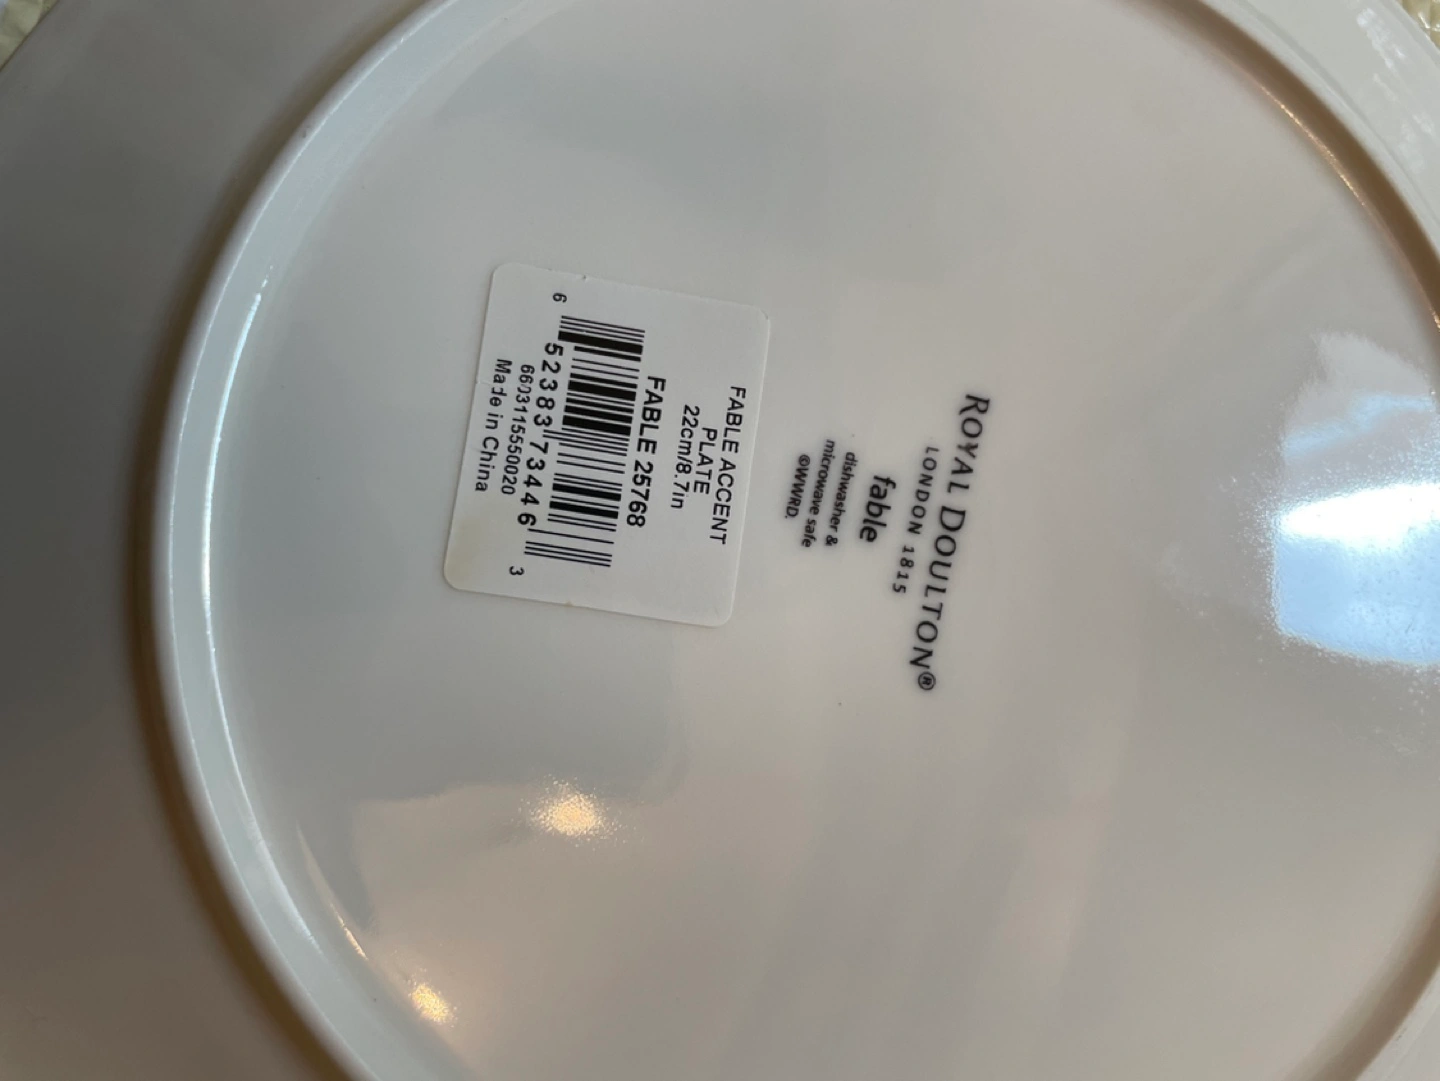 ROYAL DOULTON®
LONDON 1815
fable
dishwasher &
microwave safe
©WWRD.
FABLE ACCENT
PLATE
22cm/8.7in
FABLE 25768
6 52383 73446 3
6603115550020
Made in China